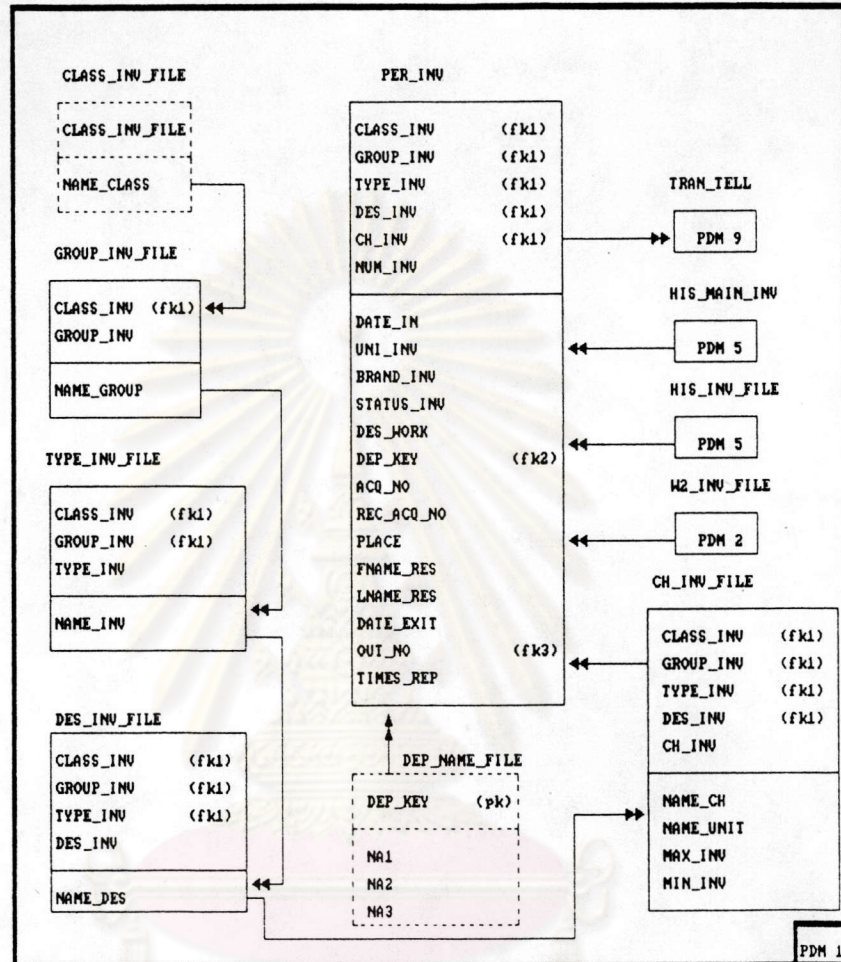 CLASS_INV_FILE
CLASS_INV_FILE
NAME_CLASS
GROUP_INV_FILE
CLASS_INV (fk1)
GROUP_INV
NAME_GROUP
TYPE_INV_FILE
CLASS_INV (fk1)
GROUP_INV (fk1)
TYPE_INV
NAME_INV
DES_INV_FILE
CLASS_INV (fk1)
GROUP_INV (fk1)
TYPE_INV (fk1)
DES_INV
NAME_DES
PER_INV
CLASS_INV (fk1)
GROUP_INV (fk1)
TYPE_INV (fk1)
DES_INV (fk1)
CH_INV (fk1)
NUM_INV
DATE_IN
UNI_INV
BRAND_INV
STATUS_INV
DES_WORK
DEP_KEY (fk2)
ACQ_NO
REC_ACQ_NO
PLACE
FNAME_RES
LNAME_RES
DATE_EXIT
OUT_NO (fk3)
TIMES_REP
DEP_NAME_FILE
DEP_KEY (pk)
NA1
NA2
NA3
TRAN_TELL
PDM 9
HIS_MAIN_INV
PDM 5
HIS_INV_FILE
PDM 5
W2_INV_FILE
PDM 2
CH_INV_FILE
CLASS_INV (fk1)
GROUP_INV (fk1)
TYPE_INV (fk1)
DES_INV (fk1)
CH_INV
NAME_CH
NAME_UNIT
MAX_INV
MIN_INV
PDM 1